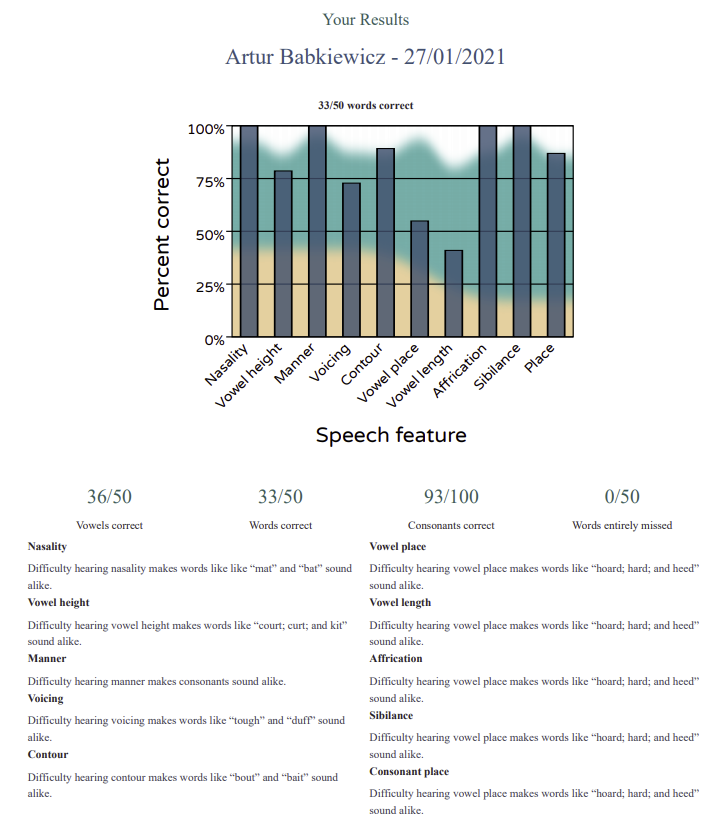 Your Results
Artur Babkiewicz - 27/01/2021
33/50 words correct
100%
75%
50%
25%
0%
Percent correct
Nasality
Vowel height
Manner
Voicing
Contour
Vowel place
Vowel length
Affrication
Sibilance
Place
Speech feature
36/50
Vowels correct
33/50
Words correct
93/100
Consonants correct
0/50
Words entirely missed
Nasality
Difficulty hearing nasality makes words like like “mat” and “bat” sound
alike.
Vowel height
Difficulty hearing vowel height makes words like “court; curt; and kit”
sound alike.
Manner
Difficulty hearing manner makes consonants sound alike.
Voicing
Difficulty hearing voicing makes words like “tough” and “duff” sound
alike.
Contour
Difficulty hearing contour makes words like “bout” and “bait” sound
alike.
Vowel place
Difficulty hearing vowel place makes words like “hoard; hard; and heed”
sound alike.
Vowel length
Difficulty hearing vowel place makes words like “hoard; hard; and heed”
sound alike.
Affrication
Difficulty hearing vowel place makes words like “hoard; hard; and heed”
sound alike.
Sibilance
Difficulty hearing vowel place makes words like “hoard; hard; and heed”
sound alike.
Consonant place
Difficulty hearing vowel place makes words like “hoard; hard; and heed”
sound alike.